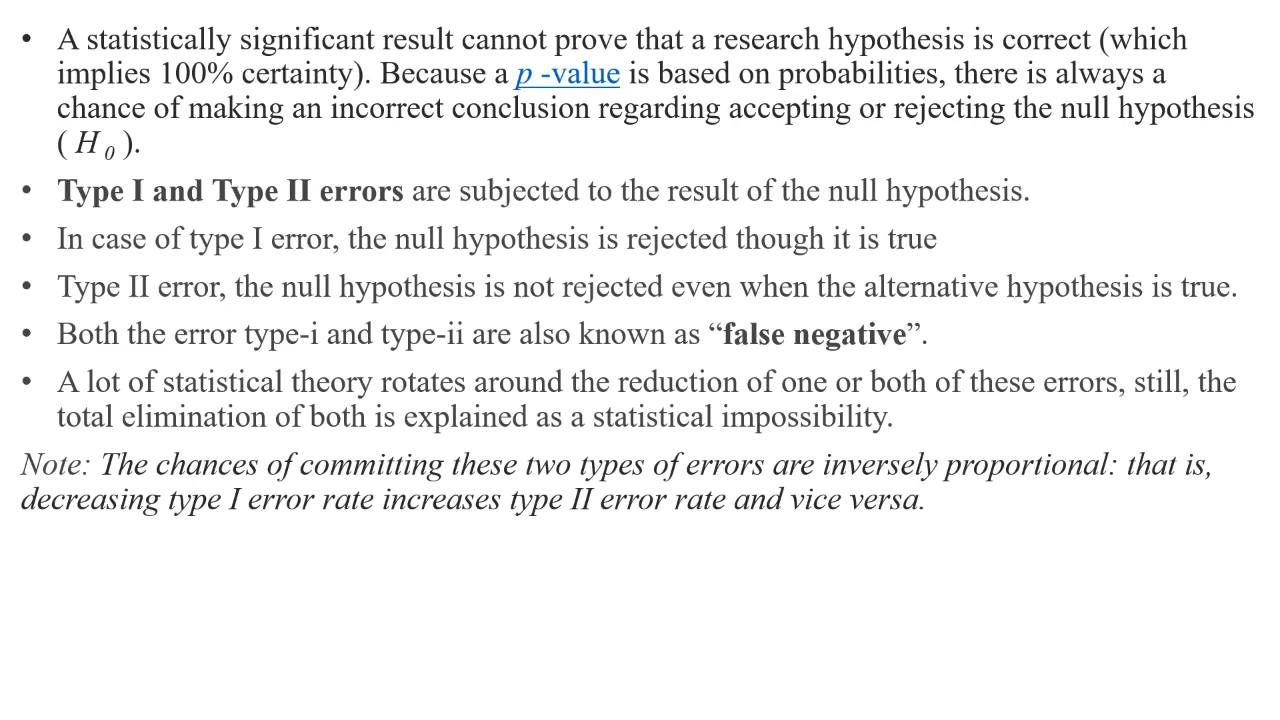 • A statistically significant result cannot prove that a research hypothesis is correct (which
implies 100% certainty). Because a p -value is based on probabilities, there is always a
chance of making an incorrect conclusion regarding accepting or rejecting the null hypothesis
( H 0 ).
• Type I and Type II errors are subjected to the result of the null hypothesis.
• In case of type I error, the null hypothesis is rejected though it is true
• Type II error, the null hypothesis is not rejected even when the alternative hypothesis is true.
• Both the error type-i and type-ii are also known as “false negative”.
• A lot of statistical theory rotates around the reduction of one or both of these errors, still, the
total elimination of both is explained as a statistical impossibility.
Note: The chances of committing these two types of errors are inversely proportional: that is,
decreasing type I error rate increases type II error rate and vice versa.